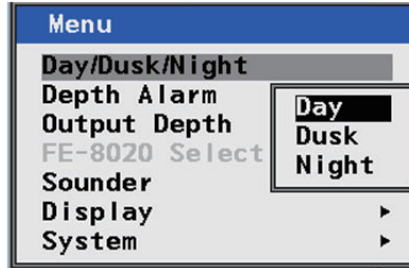 Menu
Day/Dusk/Night
Depth Alarm
Output Depth
FE-8020 Select
Sounder
Display
System
Day
Dusk
Night